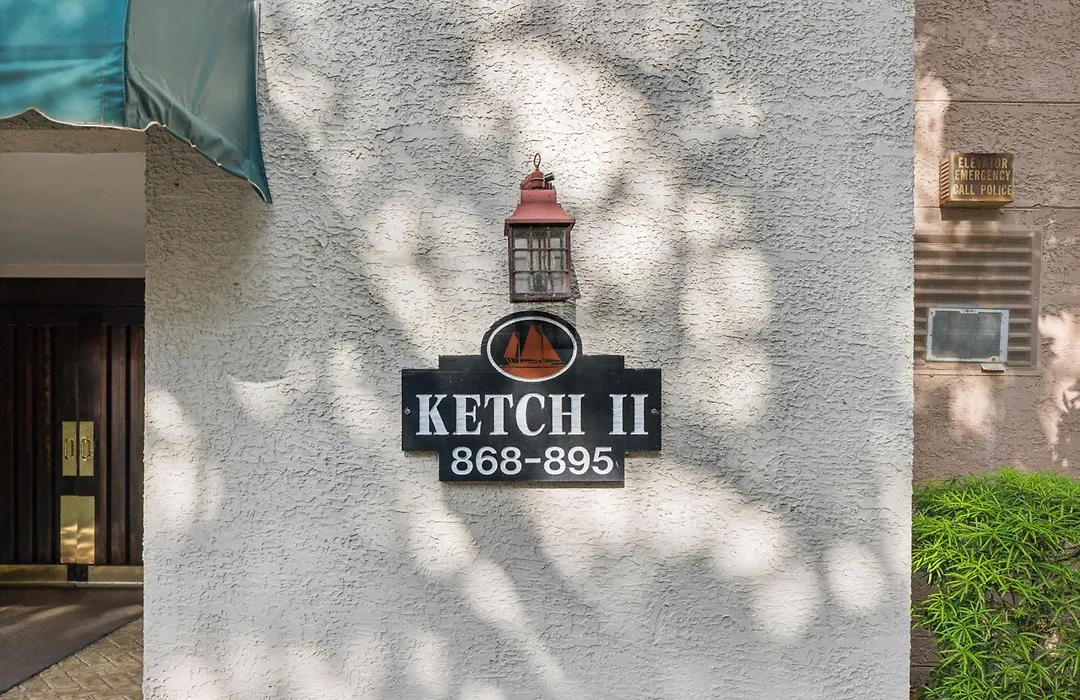 KETCH II
868-895
ELEVATOR
EMERGENCY
CALL POLICE